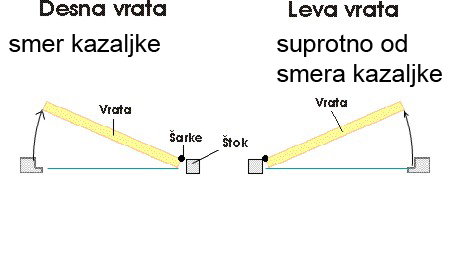 Desna vrata
smer kazaljke
Vrata
Šarke
Štok
Leva vrata
suprotno od
smera kazaljke
Vrata